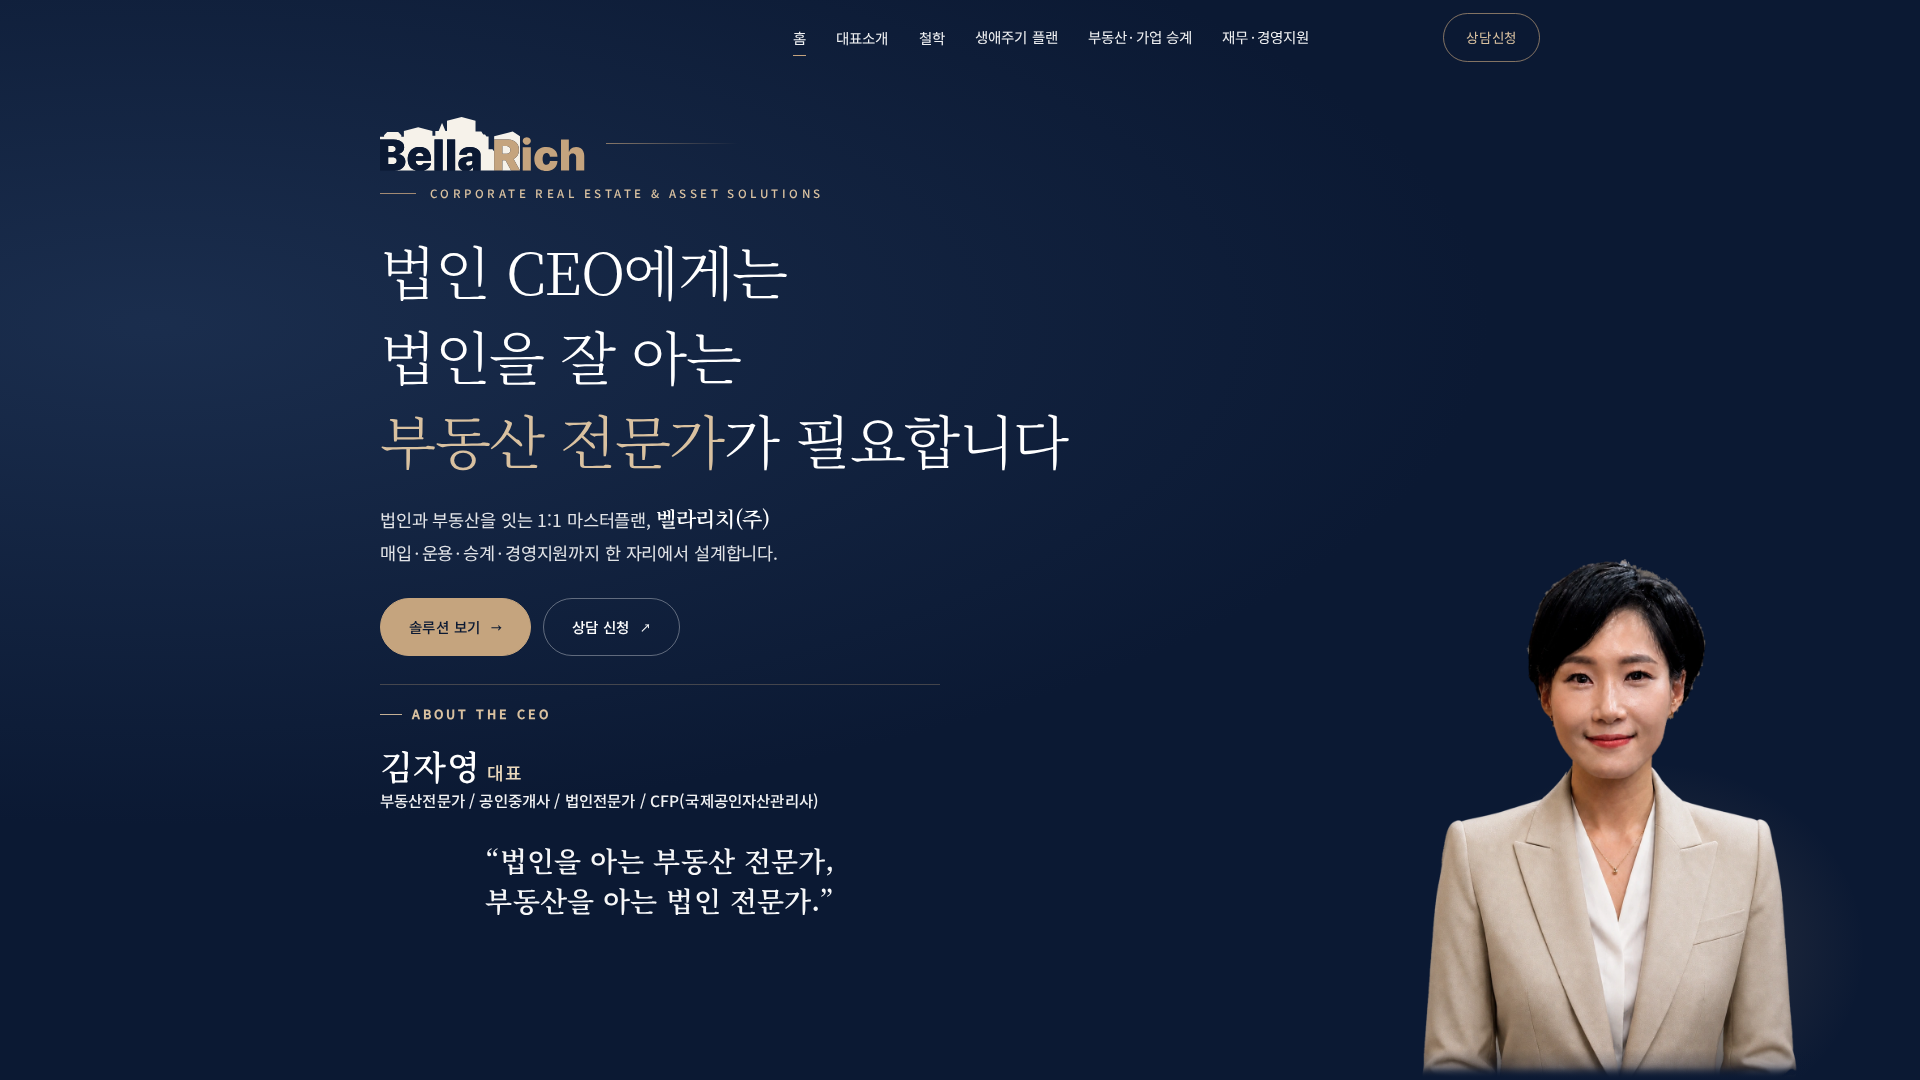 홈
대표소개
철학
생애주기 플랜
부동산·가업 승계
재무·경영지원
상담신청
Bella Rich
CORPORATE REAL ESTATE & ASSET SOLUTIONS
법인 CEO에게는
법인을 잘 아는
부동산 전문가가 필요합니다
법인과 부동산을 잇는 1:1 마스터플랜, 벨라리치(주)
매입·운용·승계·경영지원까지 한 자리에서 설계합니다.
솔루션 보기 →
상담 신청 ↗
ABOUT THE CEO
김자영 대표
부동산전문가 / 공인중개사 / 법인전문가 / CFP(국제공인자산관리사)
“법인을 아는 부동산 전문가,
부동산을 아는 법인 전문가.”